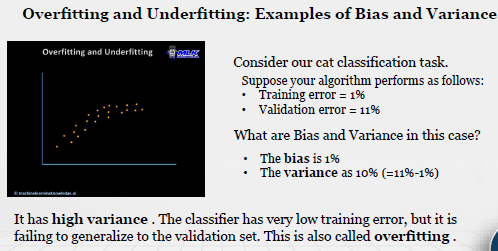 Overfitting and Underfitting: Examples of Bias and Variance
Overfitting and Underfitting
MLK
Consider our cat classification task.
Suppose your algorithm performs as follows:
• Training error = 1%
• Validation error = 11%
What are Bias and Variance in this case?
• The bias is 1%
• The variance as 10% (=11%-1%)
© machinelearningknowledge.ai
It has high variance . The classifier has very low training error, but it is
failing to generalize to the validation set. This is also called overfitting .